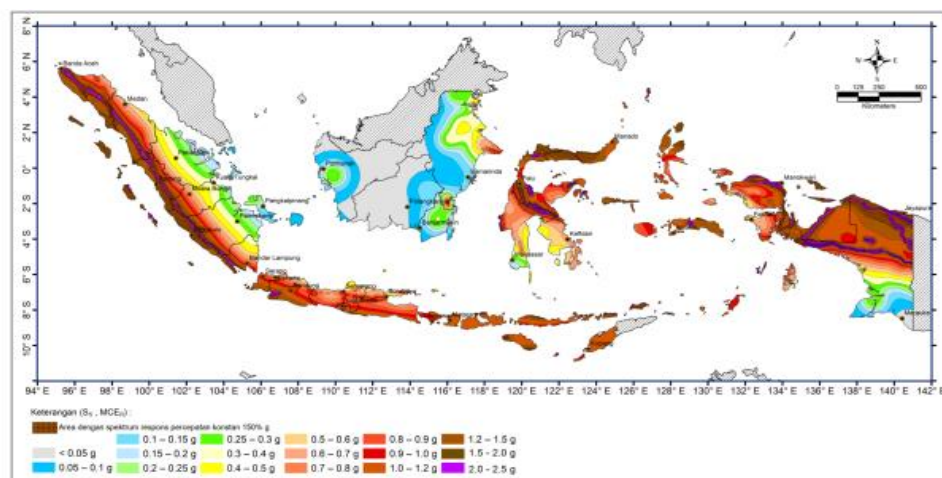 8° N
6° N
4° N
2° N
0°
2° S
4° S
6° S
8° S
10° S
Banda Aceh
Medan
Bandar Lampung
Serang
Pangkalpinang
Samarinda
Manado
Manokwari
Jayapura
Merauke
N
W
E
S
0 125 250 500
Kilometers
94° E 96° E 98° E 100° E 102° E 104° E 106° E 108° E 110° E 112° E 114° E 116° E 118° E 120° E 122° E 124° E 126° E 128° E 130° E 132° E 134° E 136° E 138° E 140° E 142° E
Keterangan (Ss , MCER) :
Area dengan spektrum respons percepatan konstan 150% g
0.1 – 0.15 g 0.25 – 0.3 g 0.5 – 0.6 g 0.8 – 0.9 g 1.2 – 1.5 g
< 0.05 g 0.15 – 0.2 g 0.3 – 0.4 g 0.6 – 0.7 g 0.9 – 1.0 g 1.5 - 2.0 g
0.05 – 0.1 g 0.2 – 0.25 g 0.4 – 0.5 g 0.7 – 0.8 g 1.0 – 1.2 g 2.0 - 2.5 g